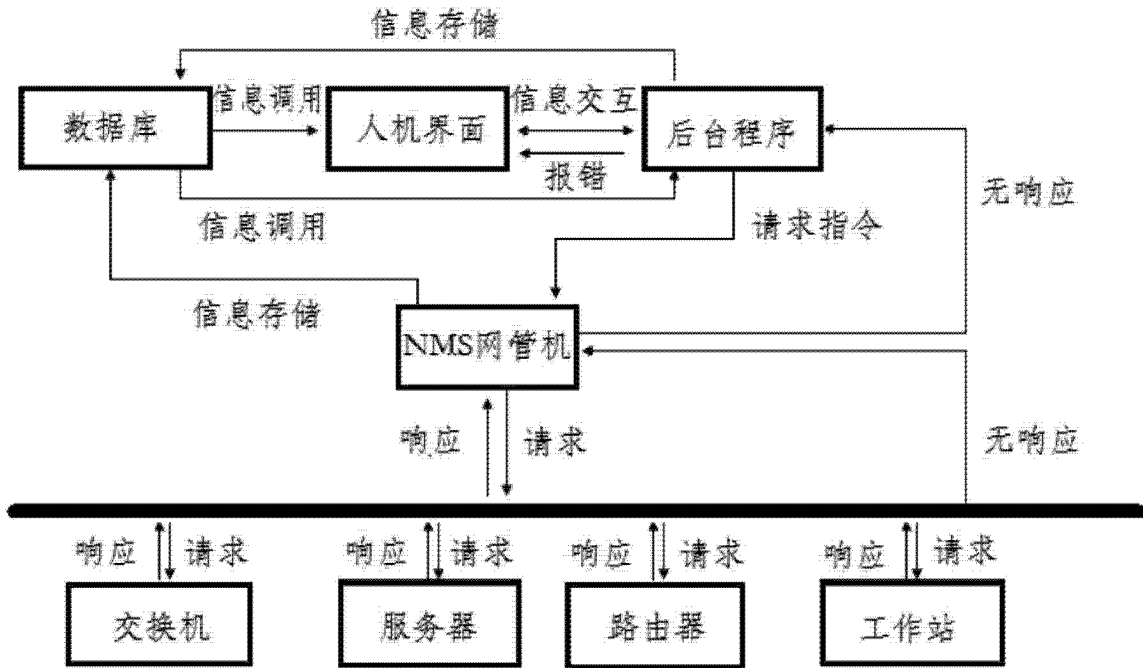 信息存储
数据库
信息调用
人机界面
信息交互
报错
后台程序
信息调用
请求指令
无响应
信息存储
NMS网管机
响应
请求
无响应
响应
请求
响应
请求
响应
请求
响应
请求
交换机
服务器
路由器
工作站